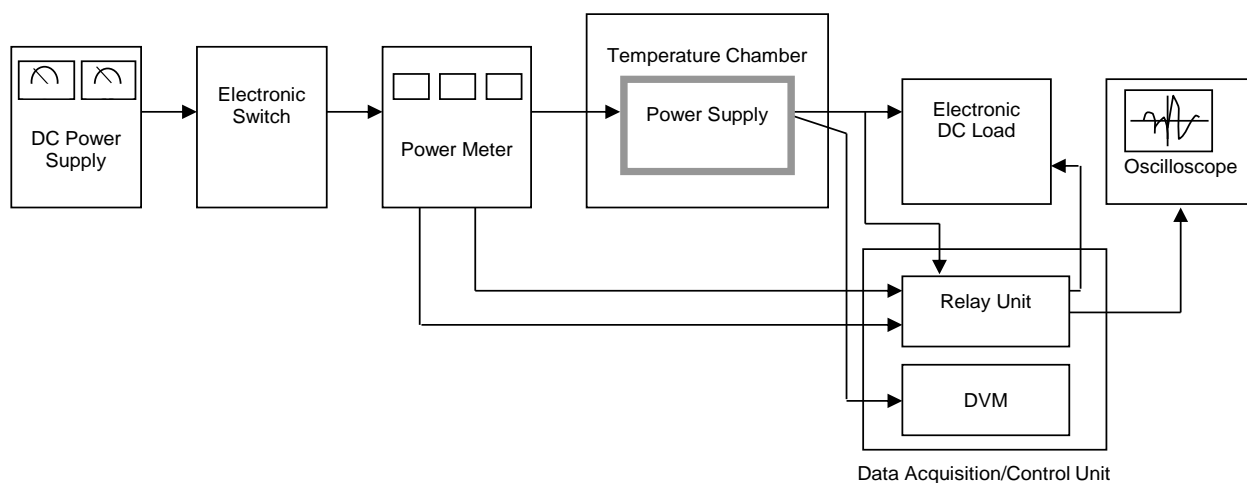 DC Power
Supply
Electronic
Switch
Power Meter
Temperature Chamber
Power Supply
Electronic
DC Load
Oscilloscope
Relay Unit
DVM
Data Acquisition/Control Unit